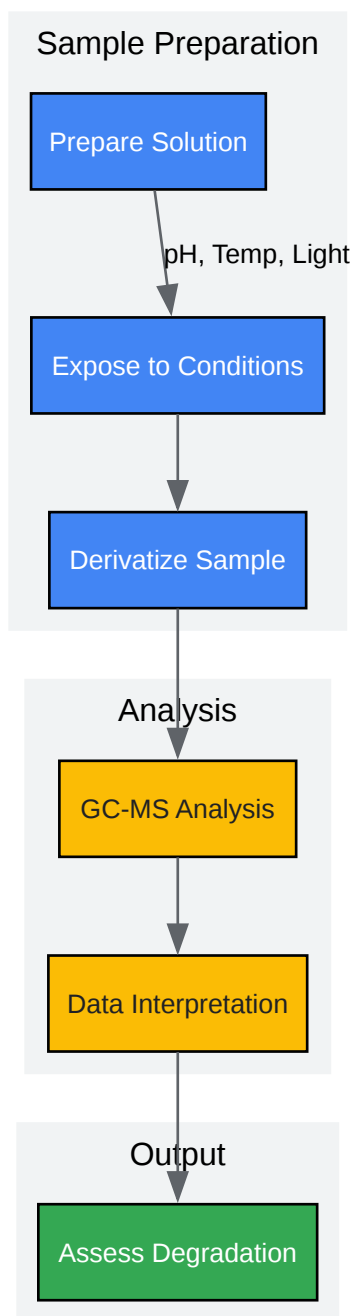 Sample Preparation
Prepare Solution
pH, Temp, Light
Expose to Conditions
Derivatize Sample
Analysis
GC-MS Analysis
Data Interpretation
Output
Assess Degradation